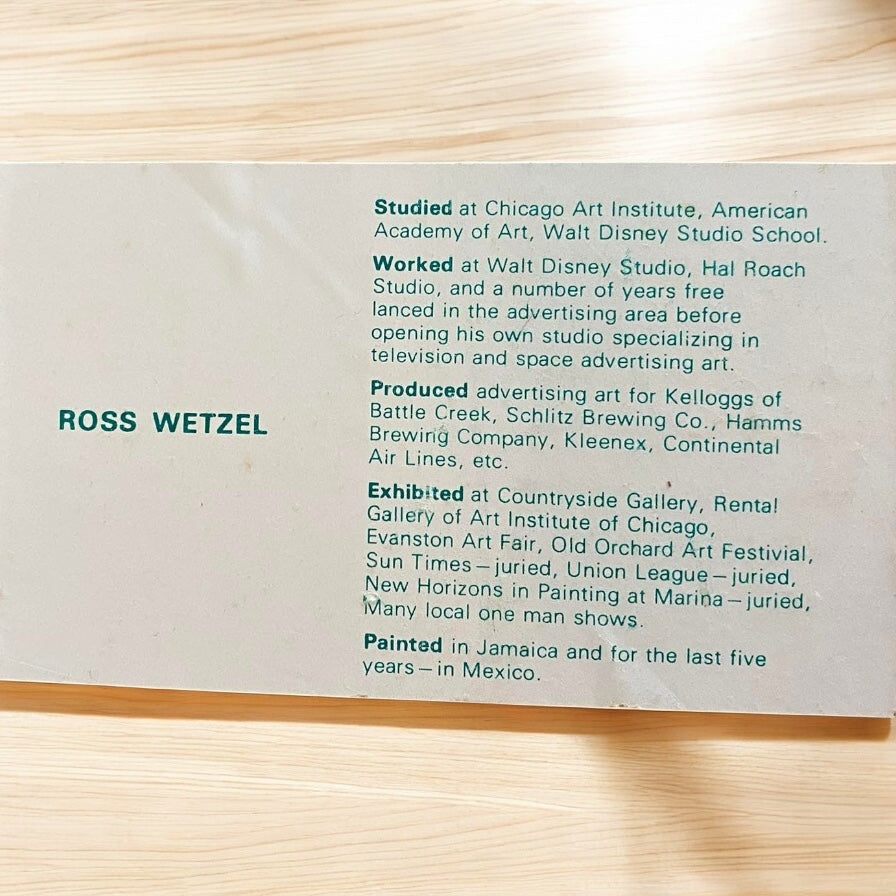 ROSS WETZEL
Studied at Chicago Art Institute, American
Academy of Art, Walt Disney Studio School.
Worked at Walt Disney Studio, Hal Roach
Studio, and a number of years free
lanced in the advertising area before
opening his own studio specializing in
television and space advertising art.
Produced advertising art for Kelloggs of
Battle Creek, Schlitz Brewing Co., Hamms
Brewing Company, Kleenex, Continental
Air Lines, etc.
Exhibited at Countryside Gallery, Rental
Gallery of Art Institute of Chicago,
Evanston Art Fair, Old Orchard Art Festivial,
Sun Times—juried, Union League—juried,
New Horizons in Painting at Marina—juried,
Many local one man shows.
Painted in Jamaica and for the last five
years—in Mexico.